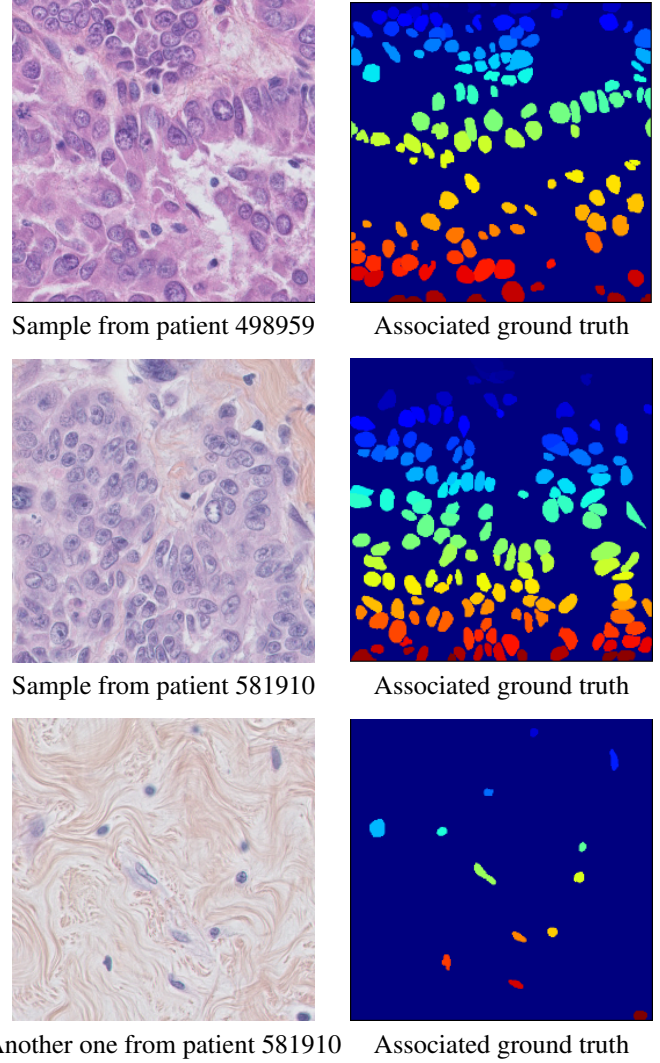 Sample from patient 498959 Associated ground truth
Sample from patient 581910 Associated ground truth
Another one from patient 581910 Associated ground truth